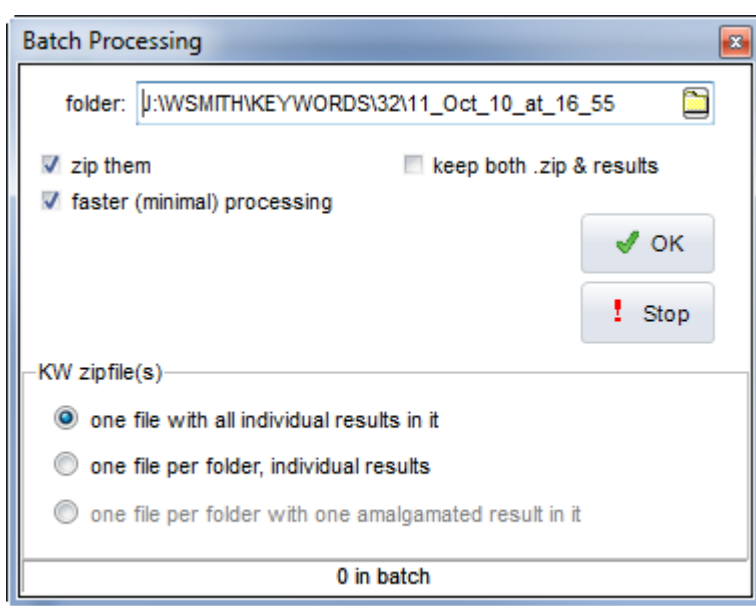 Batch Processing
folder: J:\WSMITH\KEYWORDS\32\11_Oct_10_at_16_55
zip them keep both .zip & results
faster (minimal) processing
OK
Stop
KW zipfile(s)
one file with all individual results in it
one file per folder, individual results
one file per folder with one amalgamated result in it
0 in batch